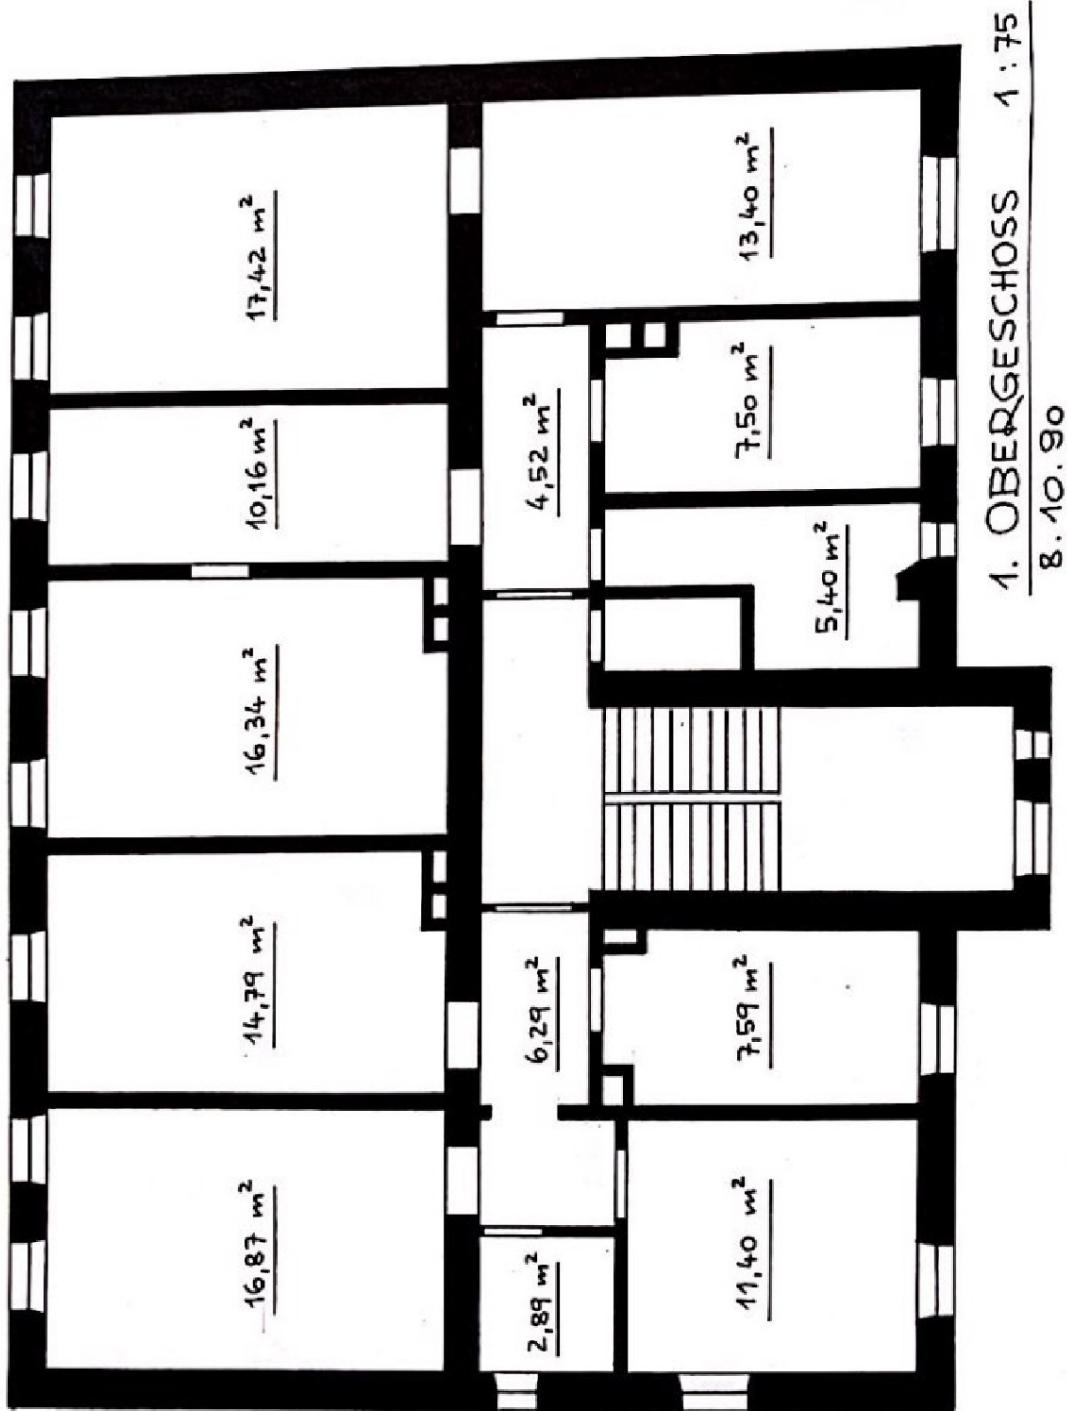 17,42 m²
10,16 m²
16,34 m²
14,79 m²
16,87 m²
13,40 m²
7,50 m²
4,52 m²
5,40 m²
6,29 m²
7,59 m²
2,89 m²
11,40 m²
1. OBERGESCHOSS 1:75
8.10.90